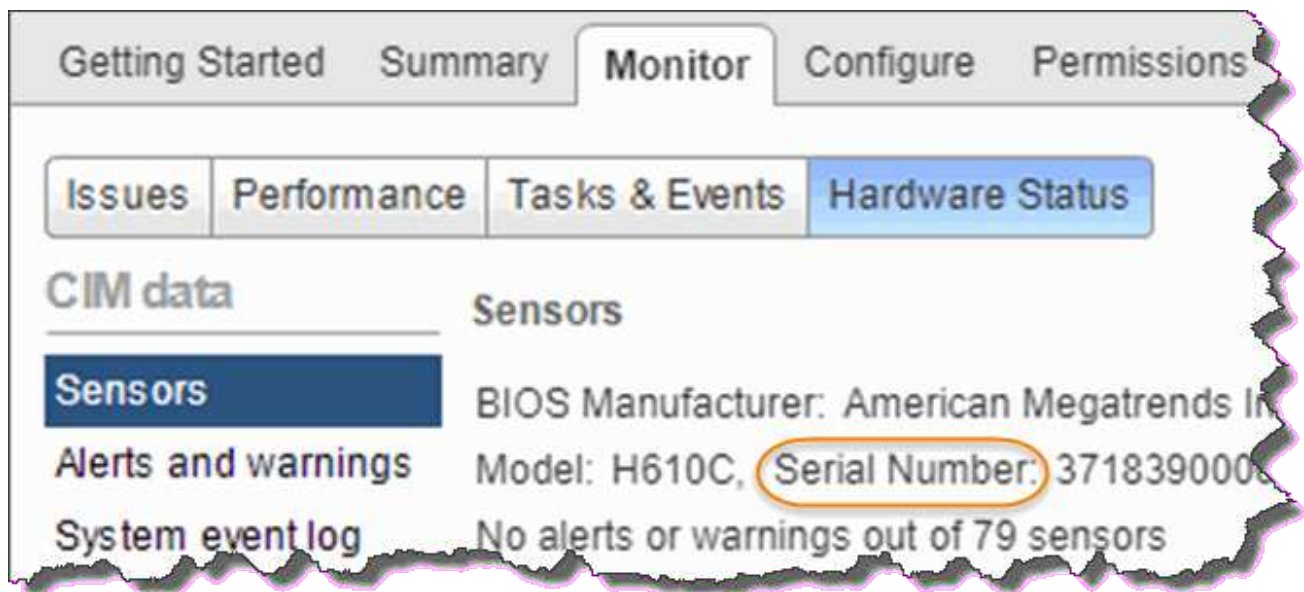 Getting Started Summary Monitor Configure Permissions
Issues Performance Tasks & Events Hardware Status
CIM data
Sensors
Sensors
Alerts and warnings
System event log
BIOS Manufacturer: American Megatrends
Model: H610C, Serial Number: 371839000
No alerts or warnings out of 79 sensors